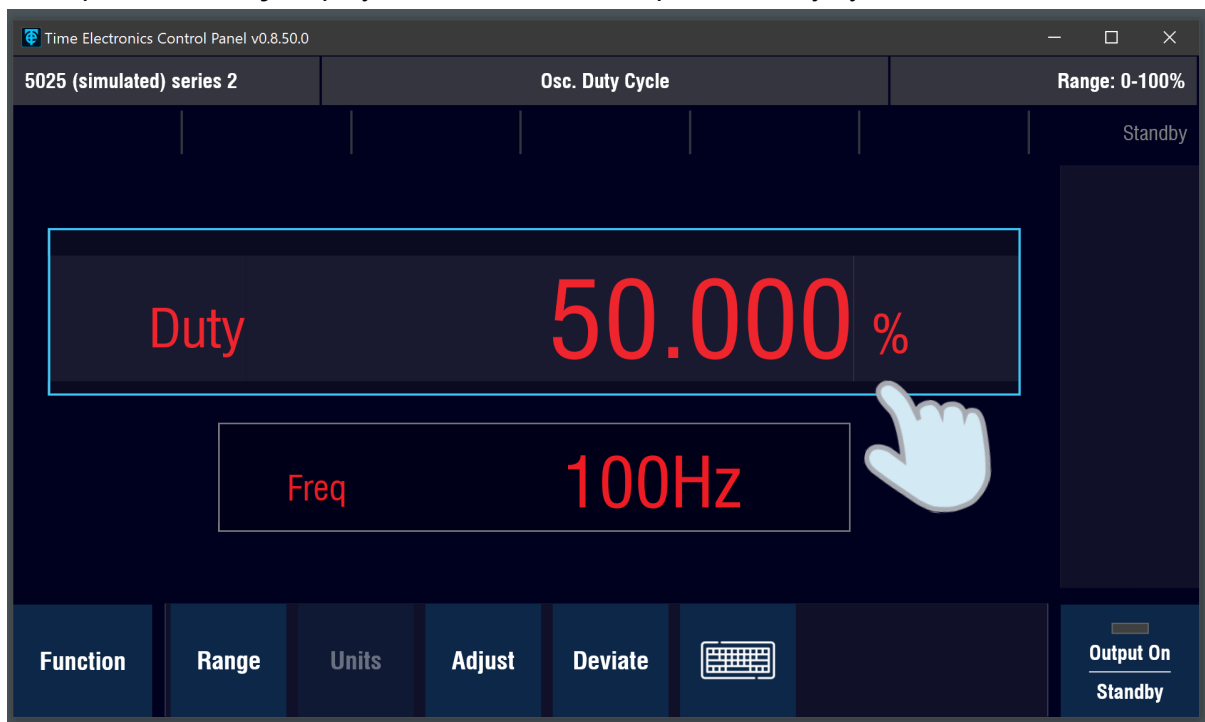 Time Electronics Control Panel v0.8.50.0
5025 (simulated) series 2
Osc. Duty Cycle
Range: 0-100%
Standby
Duty 50.000 %
Freq 100Hz
Function
Range
Units
Adjust
Deviate
Output On
Standby